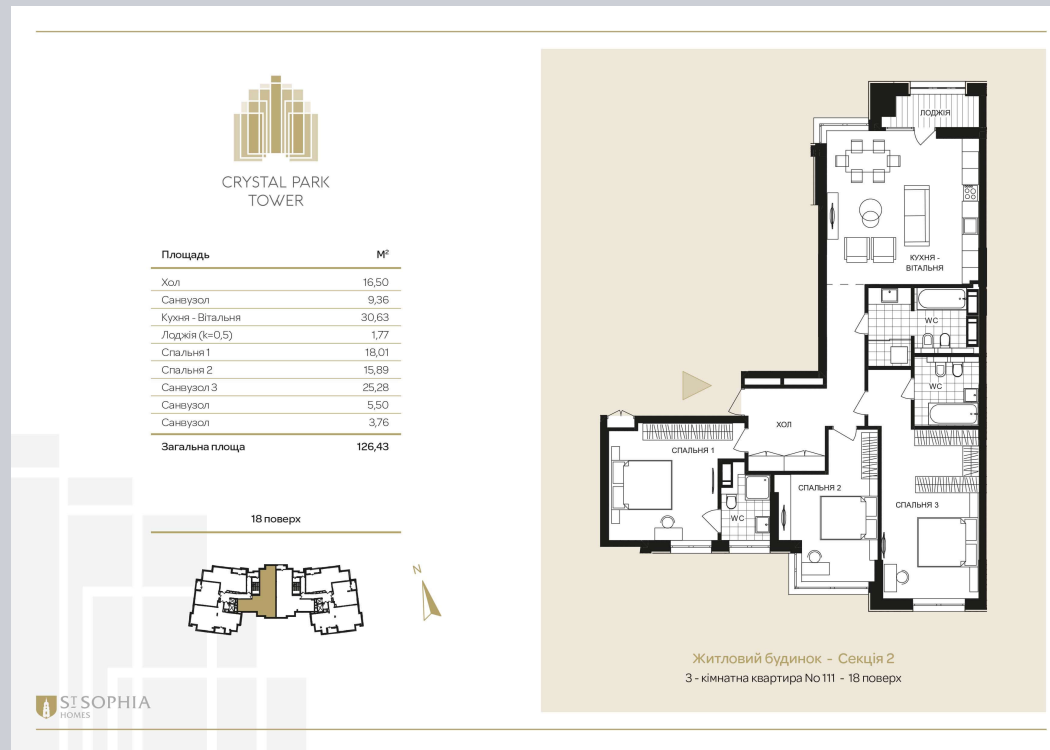 CRYSTAL PARK
TOWER
Площадь М²
Хол 16,50
Санвузол 9,36
Кухня - Вітальня 30,63
Лоджія (k=0,5) 1,77
Спальня 1 18,01
Спальня 2 15,89
Санвузол 3 25,28
Санвузол 5,50
Санвузол 3,76
Загальна площа 126,43
18 поверх
N
ST SOPHIA
HOMES
ЛОДЖІЯ
КУХНЯ -
ВІТАЛЬНЯ
WC
WC
ХОЛ
СПАЛЬНЯ 1
СПАЛЬНЯ 2
WC
СПАЛЬНЯ 3
Житловий будинок - Секція 2
3 - кімнатна квартира No 111 - 18 поверх